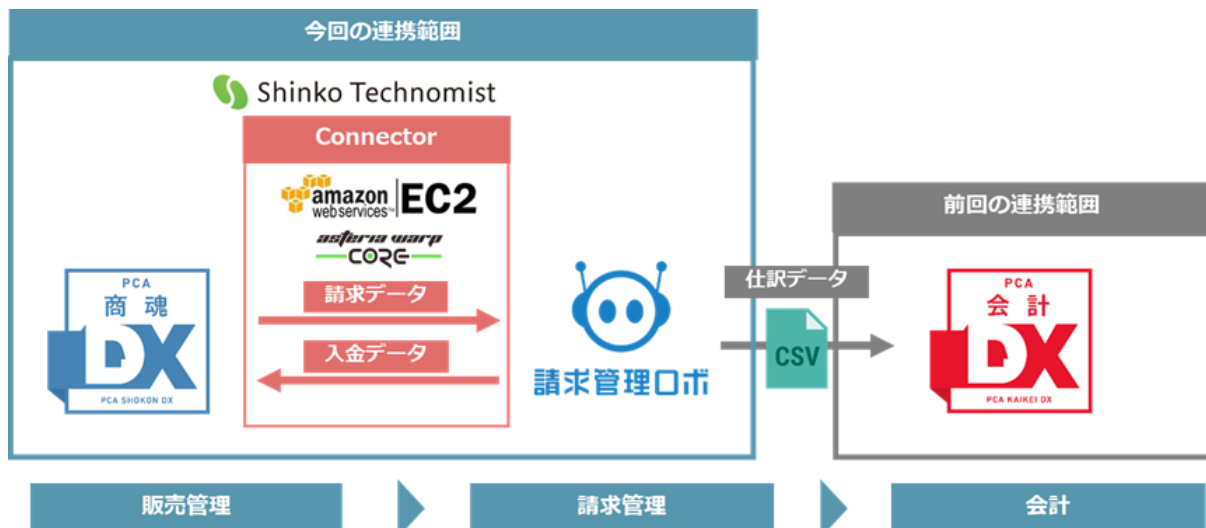 今回の連携範囲
Shinko Technomist
Connector
amazon
webservices™
EC2
asteria warp
CORE
請求データ
入金データ
PCA
商魂
DX
PCA SHOKON DX
請求管理ロボ
仕訳データ
CSV
前回の連携範囲
PCA
会計
DX
PCA KAIKEI DX
販売管理
請求管理
会計